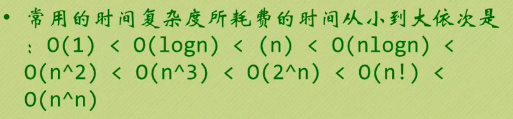 • 常用的时间复杂度所耗费的时间从小到大依次是
：O(1) < O(logn) < (n) < O(nlogn) <
O(n^2) < O(n^3) < O(2^n) < O(n!) <
O(n^n)